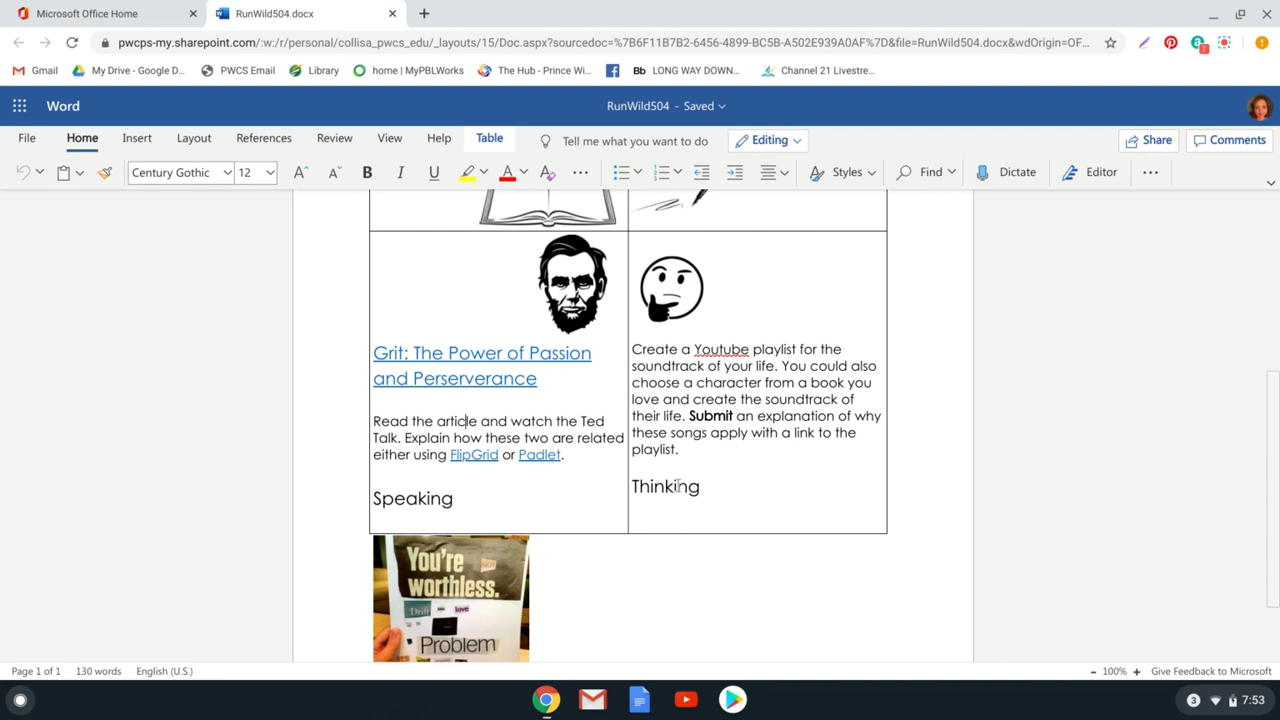 Microsoft Office Home
RunWild504.docx
pwcps-my.sharepoint.com/:w:/r/personal/collisa_pwcs_edu/_layouts/15/Doc.aspx?sourcedoc=%7B6F11B7B2-6456-4899-BC5B-A502E939A0AF%7D&file=RunWild504.docx&wdOrigin=OF...
7
Gmail
My Drive - Google D...
PWCS Email
Library
home | MyPBLWorks
The Hub - Prince Wi...
Bb LONG WAY DOWN...
Channel 21 Livestre...
Word
RunWild504 - Saved
File
Home
Insert
Layout
References
Review
View
Help
Table
Tell me what you want to do
Editing
Share
Comments
Century Gothic
12
Styles
Find
Dictate
Editor
Grit: The Power of Passion
and Perserverance
Read the article and watch the Ted
Talk. Explain how these two are related
either using FlipGrid or Padlet.
Speaking
Create a Youtube playlist for the
soundtrack of your life. You could also
choose a character from a book you
love and create the soundtrack of
their life. Submit an explanation of why
these songs apply with a link to the
playlist.
Thinking
You're
worthless.
Drift
love
Problem
Page 1 of 1
130 words
English (U.S.)
100%
Give Feedback to Microsoft
3
7:53